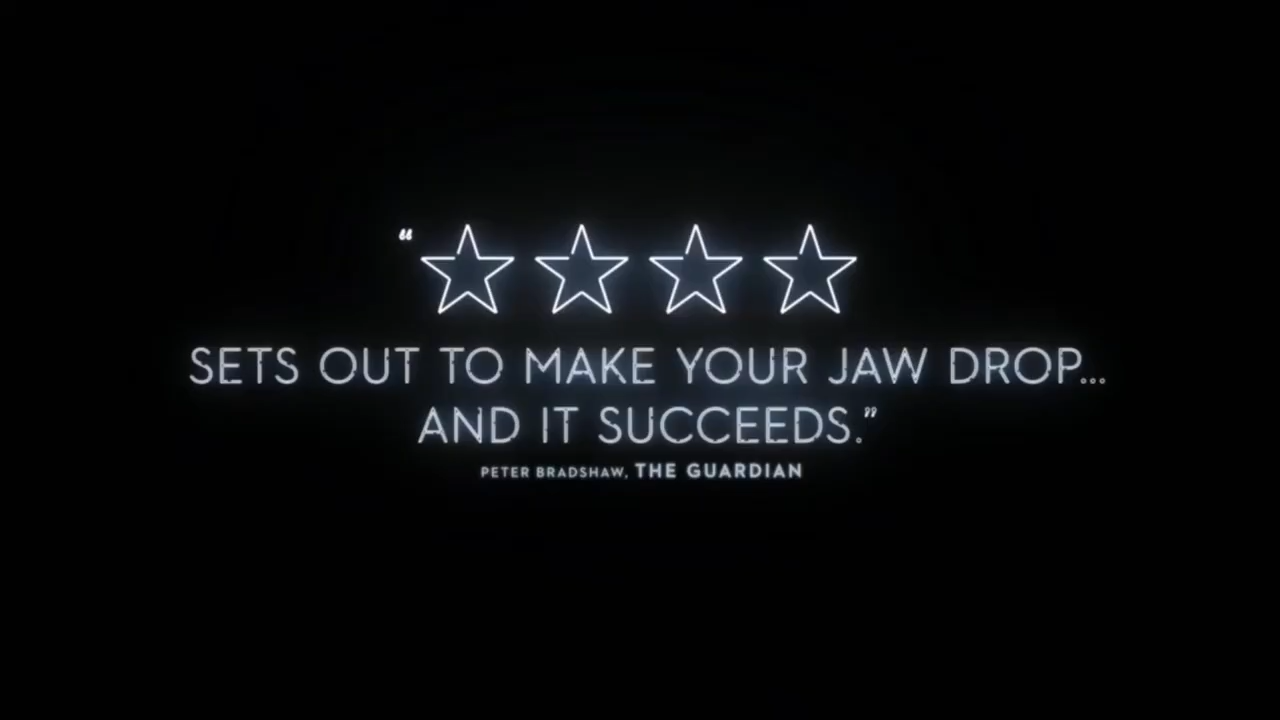 “
SETS OUT TO MAKE YOUR JAW DROP...
AND IT SUCCEEDS.”
PETER BRADSHAW, THE GUARDIAN